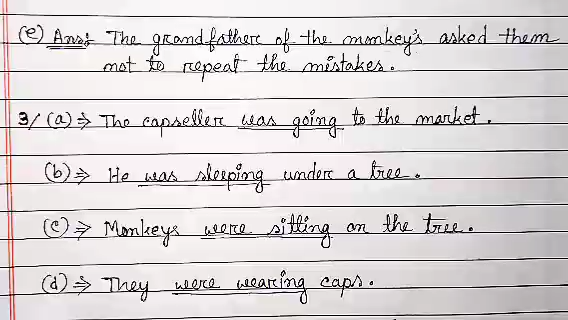 (e) Ans: The grandfather of the monkey's asked them
not to repeat the mistakes.
3/ (a) ⇒ The capseller was going to the market.
(b) ⇒ He was sleeping under a tree.
(c) ⇒ Monkeys were sitting on the tree.
(d) ⇒ They were wearing caps.